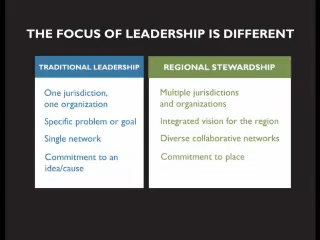 THE FOCUS OF LEADERSHIP IS DIFFERENT
TRADITIONAL LEADERSHIP
One jurisdiction,
one organization
Specific problem or goal
Single network
Commitment to an
idea/cause
REGIONAL STEWARDSHIP
Multiple jurisdictions
and organizations
Integrated vision for the region
Diverse collaborative networks
Commitment to place